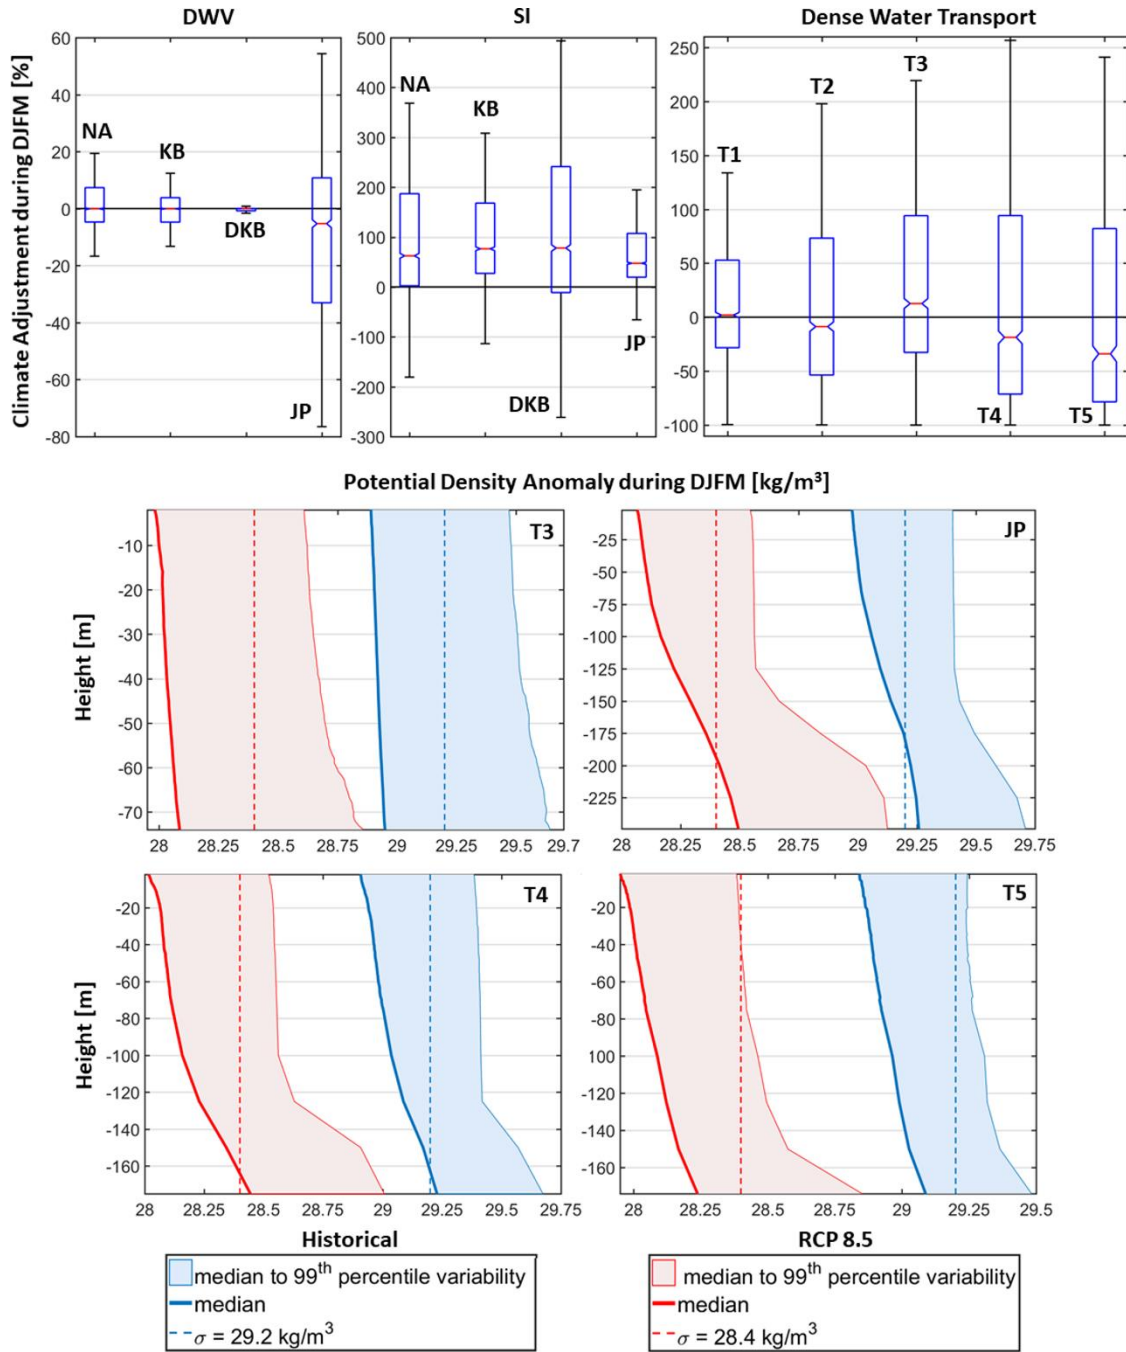 DWV
SI
Dense Water Transport
Climate Adjustment during DJFM [%]
60
40
20
0
-20
-40
-60
-80
NA
KB
DKB
JP
500
400
300
200
100
0
-100
-200
-300
NA
KB
DKB
JP
250
200
150
100
50
0
-50
-100
T1
T2
T3
T4
T5
Potential Density Anomaly during DJFM [kg/m³]
Height [m]
T3
-10
-20
-30
-40
-50
-60
-70
28 28.25 28.5 28.75 29 29.25 29.5 29.7
JP
-25
-50
-75
-100
-125
-150
-175
-200
-225
28 28.25 28.5 28.75 29 29.25 29.5 29.75
Height [m]
T4
-20
-40
-60
-80
-100
-120
-140
-160
28 28.25 28.5 28.75 29 29.25 29.5 29.75
T5
-20
-40
-60
-80
-100
-120
-140
-160
28 28.25 28.5 28.75 29 29.25 29.5
Historical
median to 99th percentile variability
median
σ = 29.2 kg/m3
RCP 8.5
median to 99th percentile variability
median
σ = 28.4 kg/m3